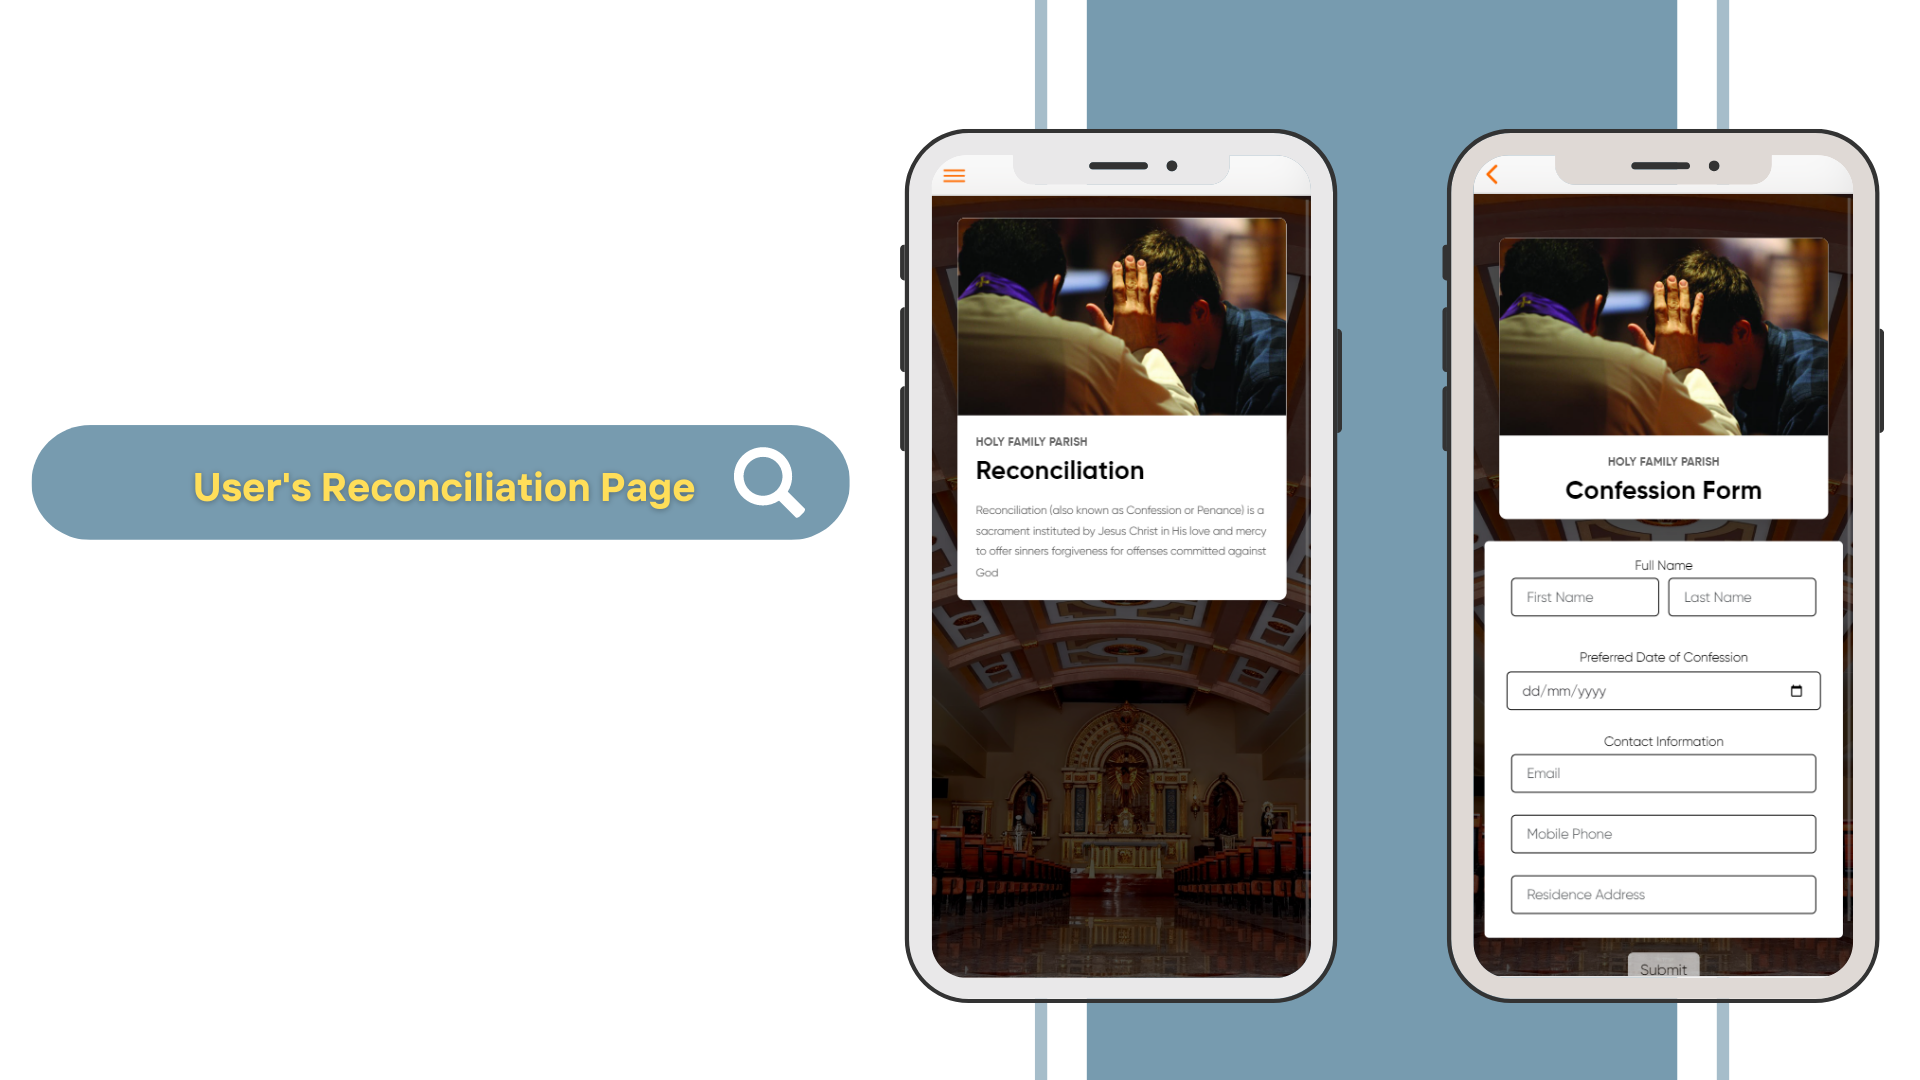 User's Reconciliation Page
HOLY FAMILY PARISH
Reconciliation
Reconciliation (also known as Confession or Penance) is a
sacrament instituted by Jesus Christ in His love and mercy
to offer sinners forgiveness for offenses committed against
God
HOLY FAMILY PARISH
Confession Form
Full Name
First Name Last Name
Preferred Date of Confession
dd/mm/yyyy
Contact Information
Email
Mobile Phone
Residence Address
Submit